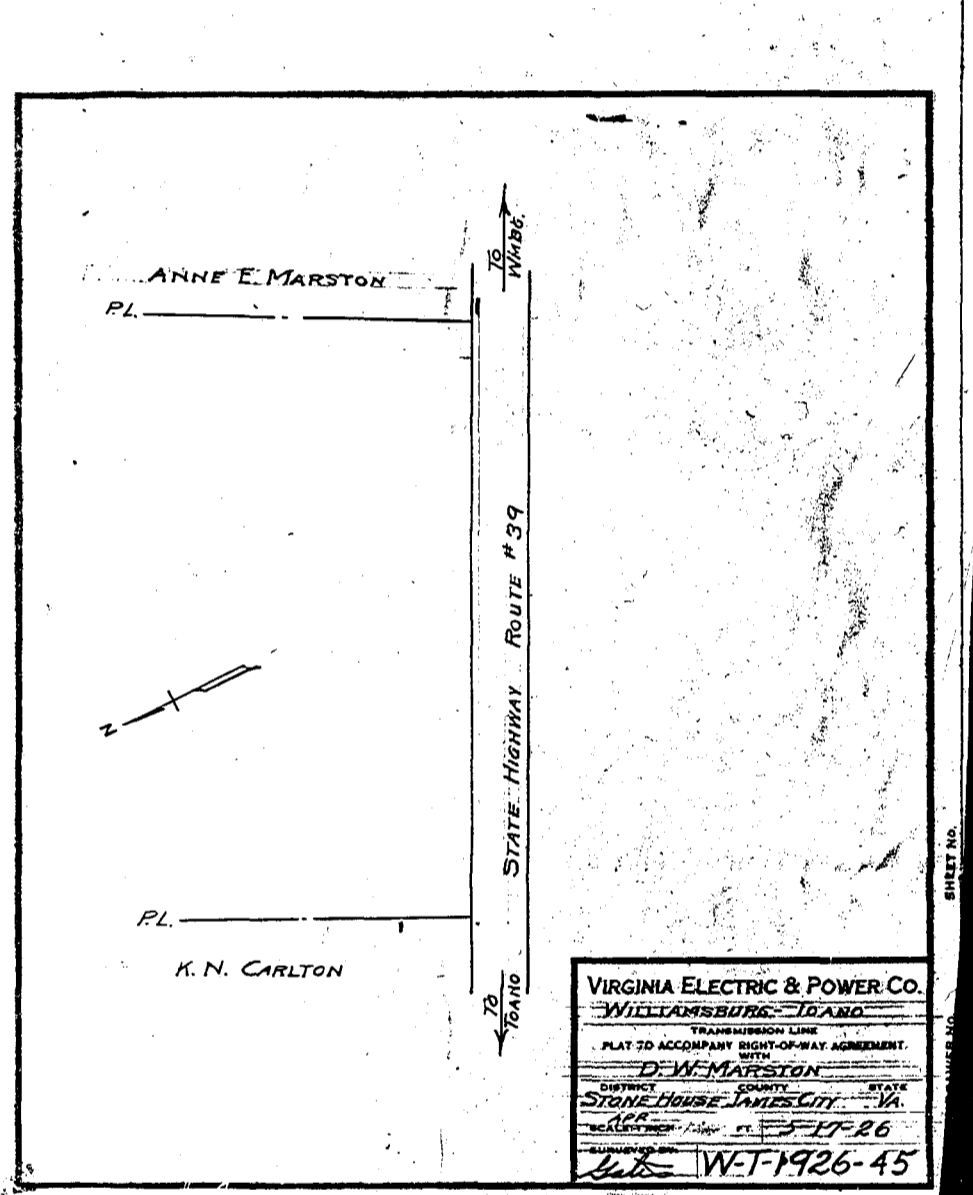 TO
WMBG.
ANNE E. MARSTON
P.L.
STATE HIGHWAY ROUTE #39
N
P.L.
K. N. CARLTON
TO
TOANO
SHEET NO.
VIRGINIA ELECTRIC & POWER CO.
WILLIAMSBURG - TOANO
TRANSMISSION LINE
PLAT TO ACCOMPANY RIGHT-OF-WAY AGREEMENT
WITH
D. W. MARSTON
DISTRICT COUNTY STATE
STONE HOUSE JAMES CITY VA.
APR.
SCALE-1 INCH FT. 5-17-26
SURVEYED BY
W-T-1926-45